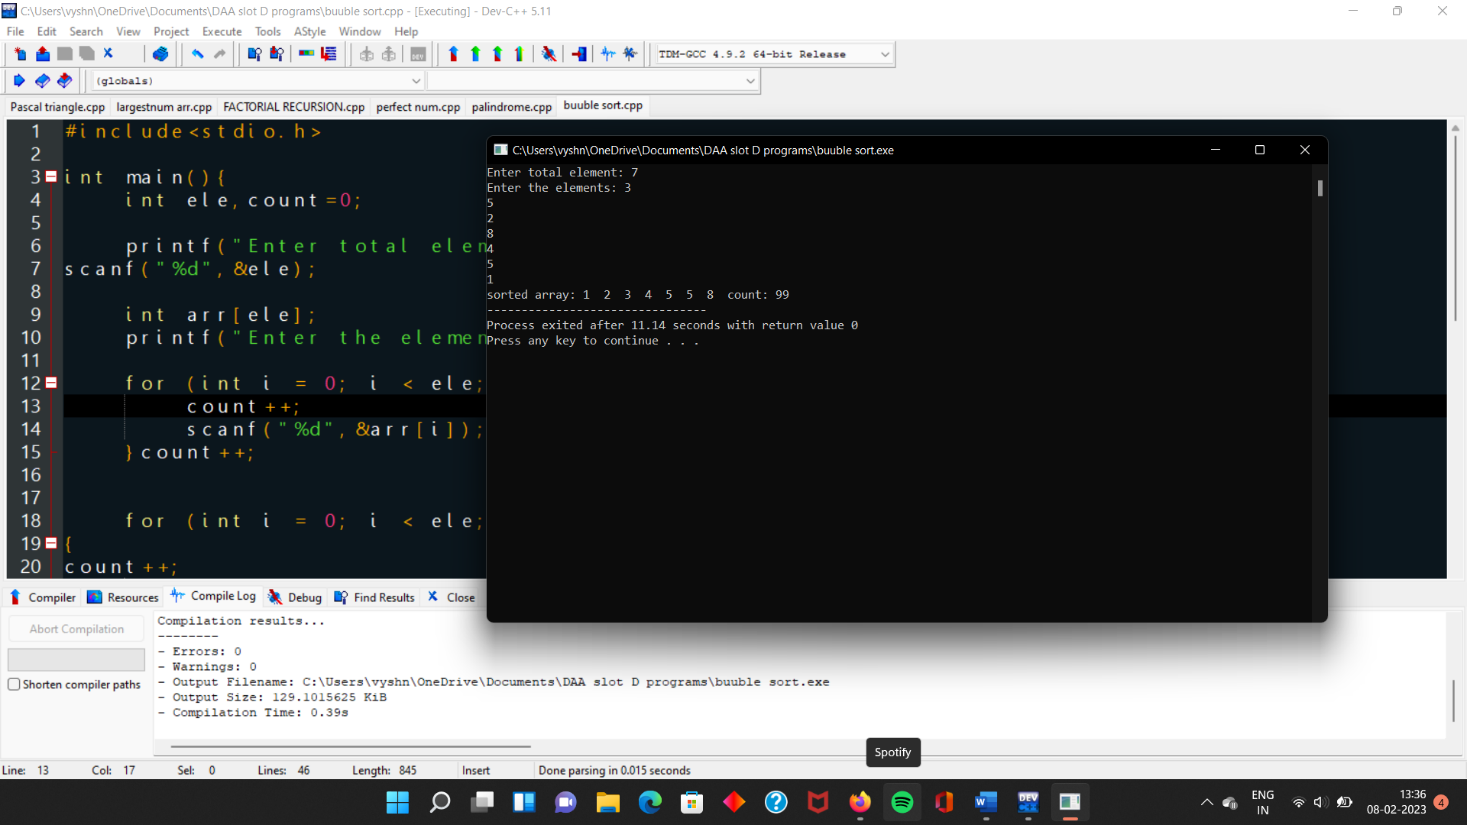 C:\Users\vyshn\OneDrive\Documents\DAA slot D programs\buuble sort.cpp - [Executing] - Dev-C++ 5.11
File Edit Search View Project Execute Tools AStyle Window Help
TDM-GCC 4.9.2 64-bit Release
(globals)
Pascal triangle.cpp largestnum arr.cpp FACTORIAL RECURSION.cpp perfect num.cpp palindrome.cpp buuble sort.cpp
1 #include<stdio.h>
2
3 int main(){
4 int ele,count=0;
5
6 printf("Enter total elem
7 scanf("%d",&ele);
8
9 int arr[ele];
10 printf("Enter the elemen
11
12 for (int i = 0; i < ele;
13 count++;
14 scanf("%d",&arr[i]);
15 }count++;
16
17
18 for (int i = 0; i < ele;
19 {
20 count++;
C:\Users\vyshn\OneDrive\Documents\DAA slot D programs\buuble sort.exe
Enter total element: 7
Enter the elements: 3
5
2
8
4
5
1
sorted array: 1 2 3 4 5 5 8 count: 99
--------------------------------
Process exited after 11.14 seconds with return value 0
Press any key to continue . . .
Compiler Resources Compile Log Debug Find Results Close
Abort Compilation
Shorten compiler paths
Compilation results...
--------
- Errors: 0
- Warnings: 0
- Output Filename: C:\Users\vyshn\OneDrive\Documents\DAA slot D programs\buuble sort.exe
- Output Size: 129.1015625 KiB
- Compilation Time: 0.39s
Spotify
Line: 13 Col: 17 Sel: 0 Lines: 46 Length: 845 Insert Done parsing in 0.015 seconds
DEV
ENG
IN
13:36
08-02-2023
4